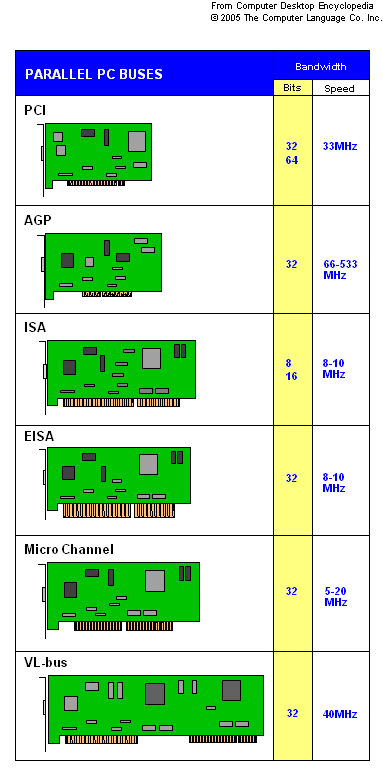 From Computer Desktop Encyclopedia
© 2005 The Computer Language Co. Inc.
PARALLEL PC BUSES
Bandwidth
Bits
Speed
PCI
32
64
33MHz
AGP
32
66-533
MHz
ISA
8
16
8-10
MHz
EISA
32
8-10
MHz
Micro Channel
32
5-20
MHz
VL-bus
32
40MHz